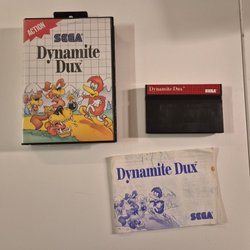 ACTION
SEGA
Dynamite
Dux
Dynamite Dux
SEGA
Dynamite Dux
SEGA